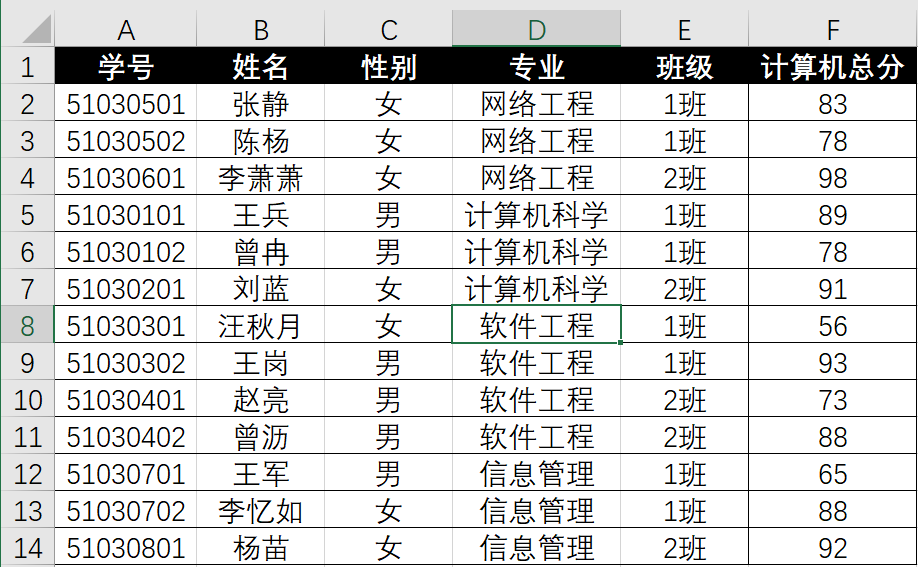 A B C D E F
1 学号 姓名 性别 专业 班级 计算机总分
2 51030501 张静 女 网络工程 1班 83
3 51030502 陈杨 女 网络工程 1班 78
4 51030601 李萧萧 女 网络工程 2班 98
5 51030101 王兵 男 计算机科学 1班 89
6 51030102 曾冉 男 计算机科学 1班 78
7 51030201 刘蓝 女 计算机科学 2班 91
8 51030301 汪秋月 女 软件工程 1班 56
9 51030302 王岗 男 软件工程 1班 93
10 51030401 赵亮 男 软件工程 2班 73
11 51030402 曾沥 男 软件工程 2班 88
12 51030701 王军 男 信息管理 1班 65
13 51030702 李忆如 女 信息管理 1班 88
14 51030801 杨苗 女 信息管理 2班 92